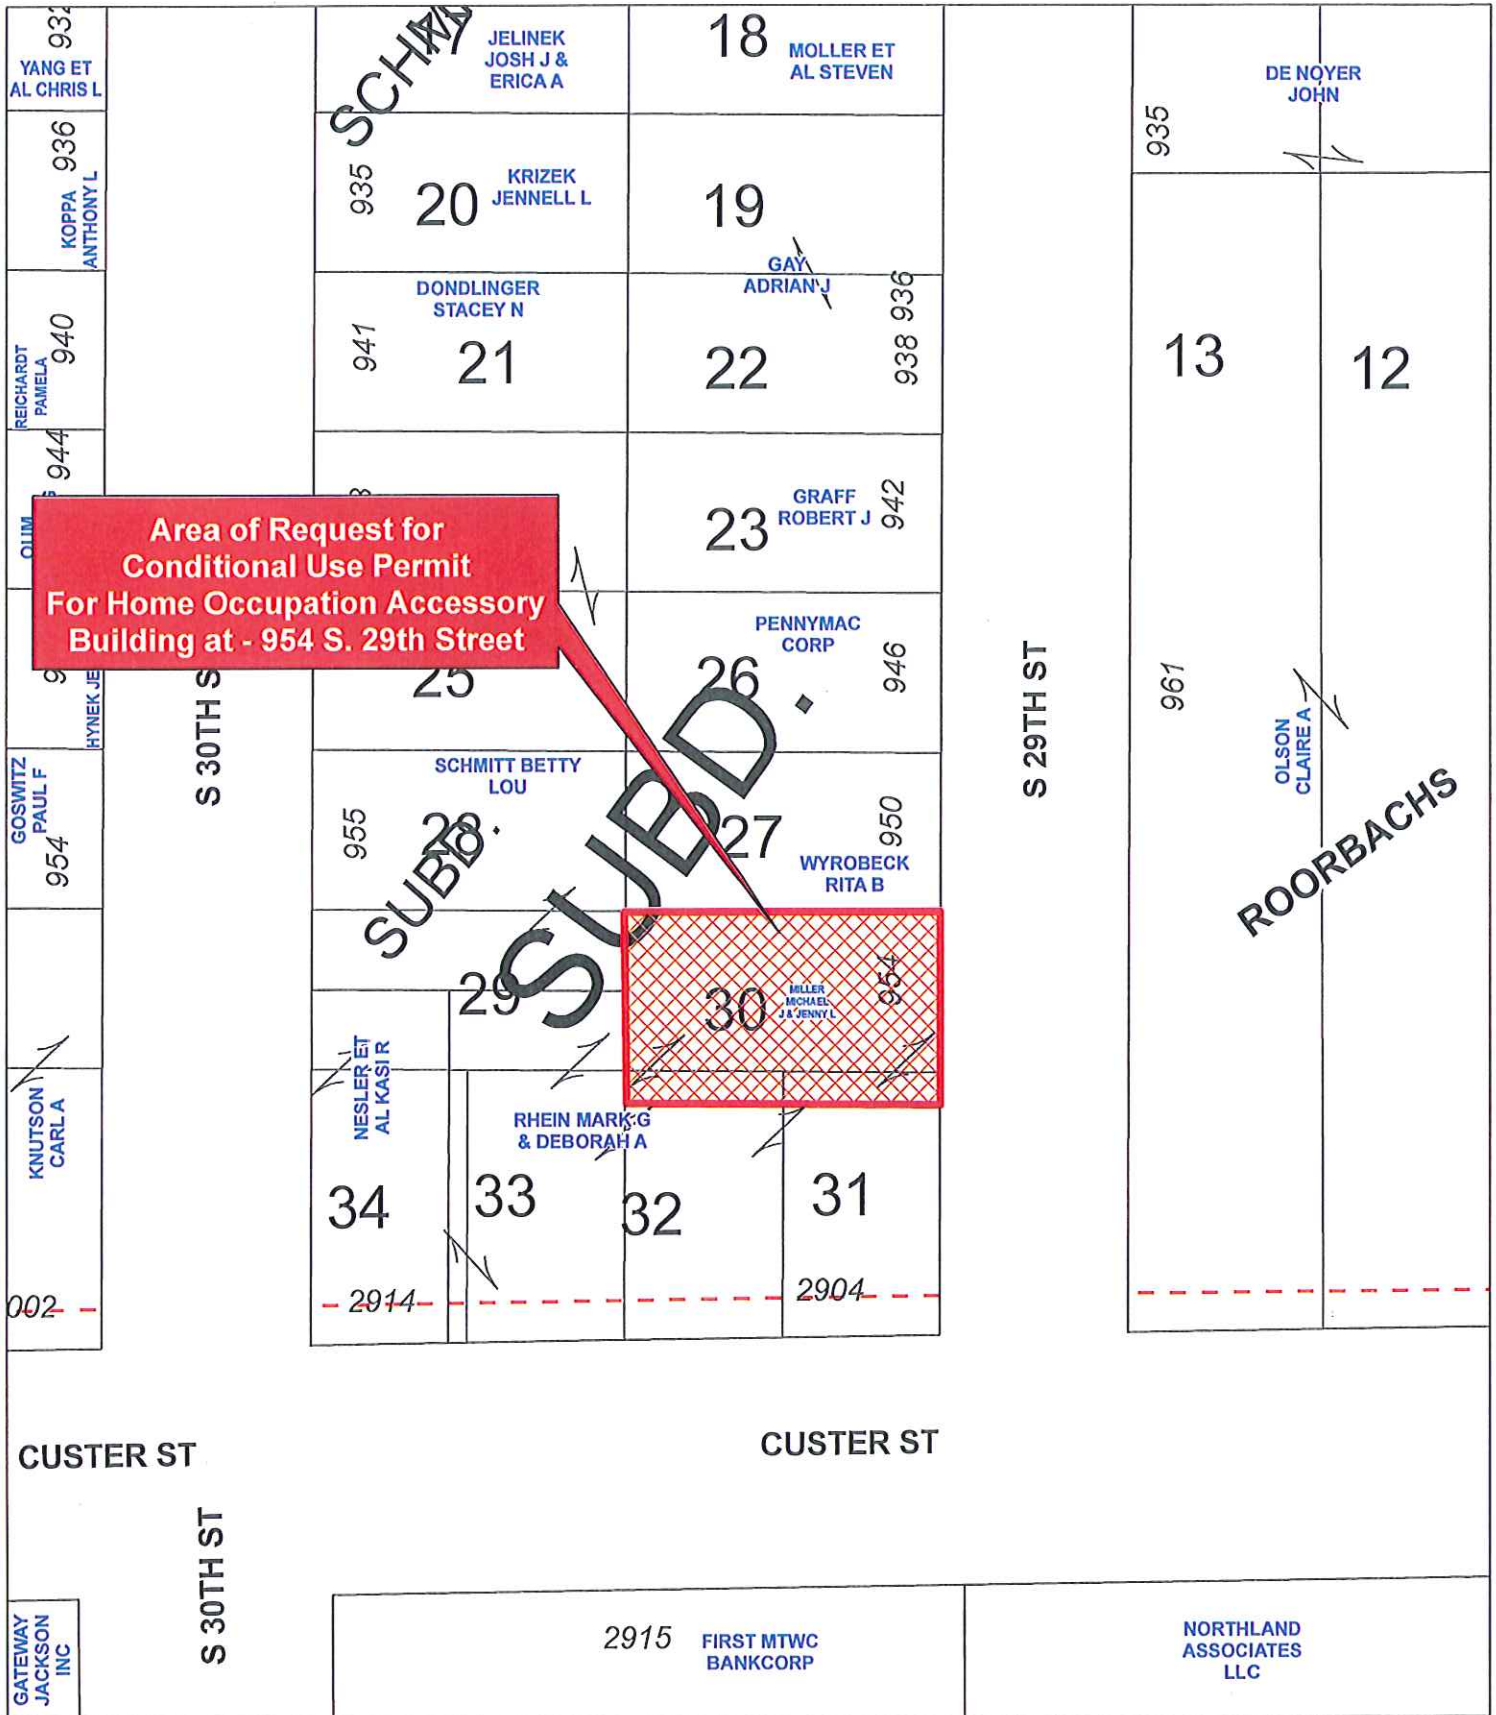 932
YANG ET
AL CHRIS L
936
KOPPA
ANTHONY L
940
REICHARDT
PAMELA
944
GOSWITZ
PAUL F
954
KNUTSON
CARL A
002
JELINEK
JOSH J &
ERICA A
18
MOLLER ET
AL STEVEN
935
20
KRIZEK
JENNELL L
19
GAY
ADRIAN J
936
DONDLINGER
STACEY N
941
21
22
938
23
GRAFF
ROBERT J
942
Area of Request for
Conditional Use Permit
For Home Occupation Accessory
Building at - 954 S. 29th Street
25
PENNYMAC
CORP
26
946
SCHMITT BETTY
LOU
955
28
27
950
WYROBECK
RITA B
SUBD.
SUBD.
29
30
MILLER
MICHAEL
J & JENNY L
954
NESLER ET
AL KASI R
RHEIN MARK G
& DEBORAH A
34
33
32
31
2914
2904
S 29TH ST
DE NOYER
JOHN
935
13
12
961
OLSON
CLAIRE A
ROORBACHS
CUSTER ST
CUSTER ST
S 30TH ST
GATEWAY
JACKSON
INC
2915
FIRST MTWC
BANKCORP
NORTHLAND
ASSOCIATES
LLC